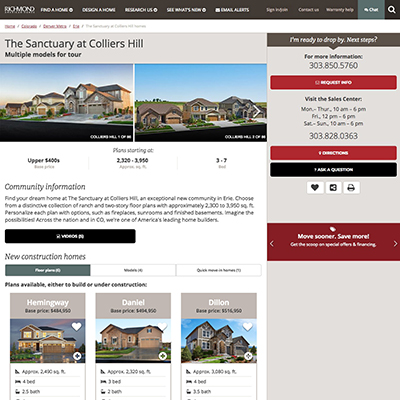 RICHMOND
FIND A HOME DESIGN A HOME RESEARCH US SEE WHAT'S NEW EMAIL ALERTS Sign in/Join Contact us Warranty help Chat
Home / Colorado / Denver Metro / Erie / The Sanctuary at Colliers Hill homes
The Sanctuary at Colliers Hill
Multiple models for tour
COLLIERS HILL 1 OF 96
COLLIERS HILL 2 OF 96
Plans starting at:
Upper $400s
Base price
2,320 - 3,950
Approx. sq. ft.
3 - 7
Bed
Community information
Find your dream home at The Sanctuary at Colliers Hill, an exceptional new community in Erie. Choose
from a distinctive collection of ranch and two-story floor plans with approximately 2,300 to 3,950 sq. ft.
Personalize each plan with options, such as fireplaces, sunrooms and finished basements. Imagine the
possibilities! Across the nation and in CO, we're one of America's leading home builders.
VIDEOS (5)
New construction homes
Floor plans (6)
Models (4)
Quick move-in homes (1)
Plans available, either to build or under construction:
Hemingway
Base price: $484,950
Approx. 2,490 sq. ft.
4 bed
2.5 bath
Daniel
Base price: $494,950
Approx. 2,320 sq. ft.
3 bed
2 bath
Dillon
Base price: $516,950
Approx. 3,080 sq. ft.
4 bed
2.5 bath
I'm ready to drop by. Next steps?
For more information:
303.850.5760
REQUEST INFO
Visit the Sales Center:
Mon.- Thur., 10 am – 6 pm
Fri., 12 pm – 6 pm
Sat.– Sun., 10 am – 6 pm
303.828.0363
DIRECTIONS
? ASK A QUESTION
Move sooner. Save more!
Get the scoop on special offers & financing.